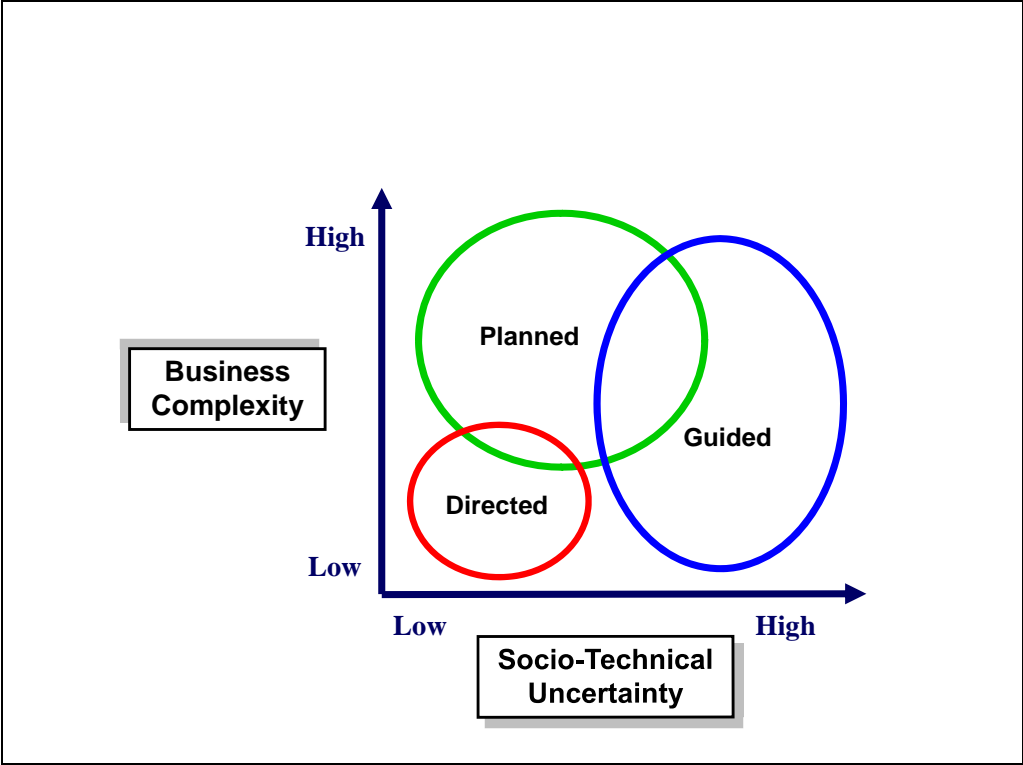 High
Planned
Business
Complexity
Guided
Directed
Low
Low
High
Socio-Technical
Uncertainty